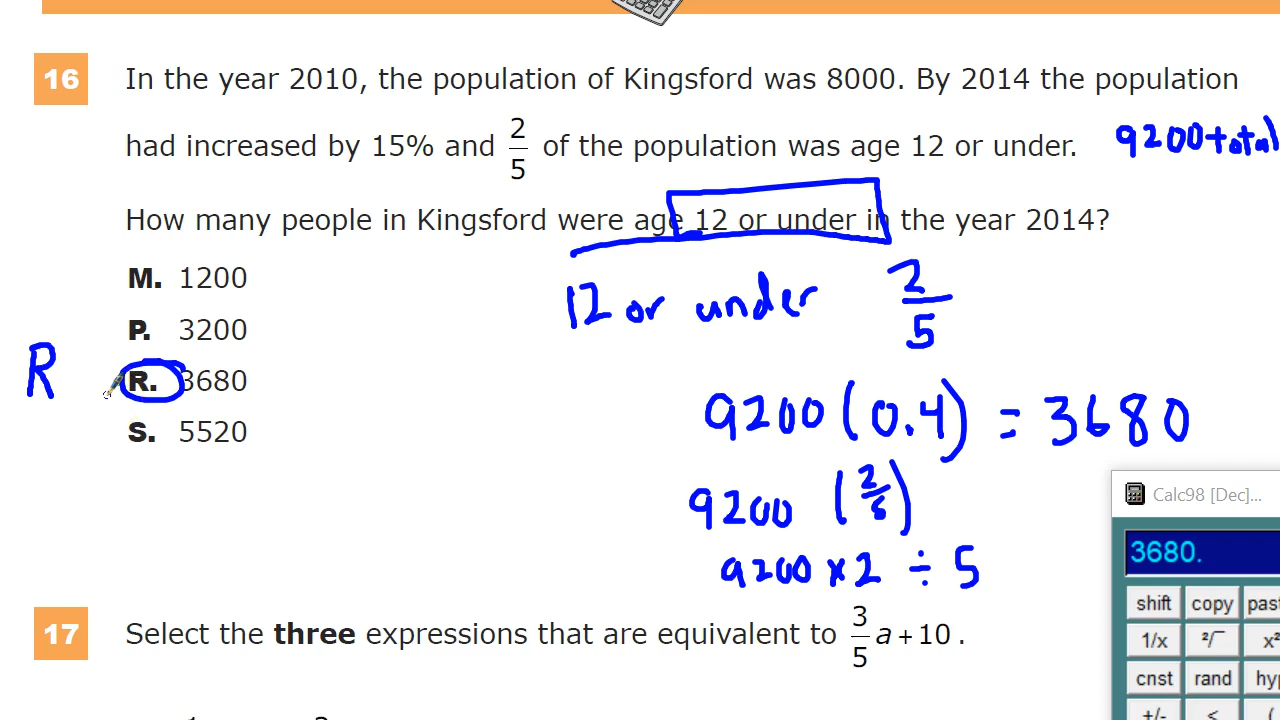 16 In the year 2010, the population of Kingsford was 8000. By 2014 the population
had increased by 15% and 2/5 of the population was age 12 or under. 9200 total
How many people in Kingsford were age 12 or under in the year 2014?
M. 1200
12 or under 2/5
P. 3200
R R. 3680
9200 (0.4) = 3680
S. 5520
9200 (2/5)
Calc98 [Dec]...
9200 x 2 ÷ 5
3680.
shift copy past
17 Select the three expressions that are equivalent to 3/5 a + 10.
1/x ²√ x²
cnst rand hyp
+/- < (